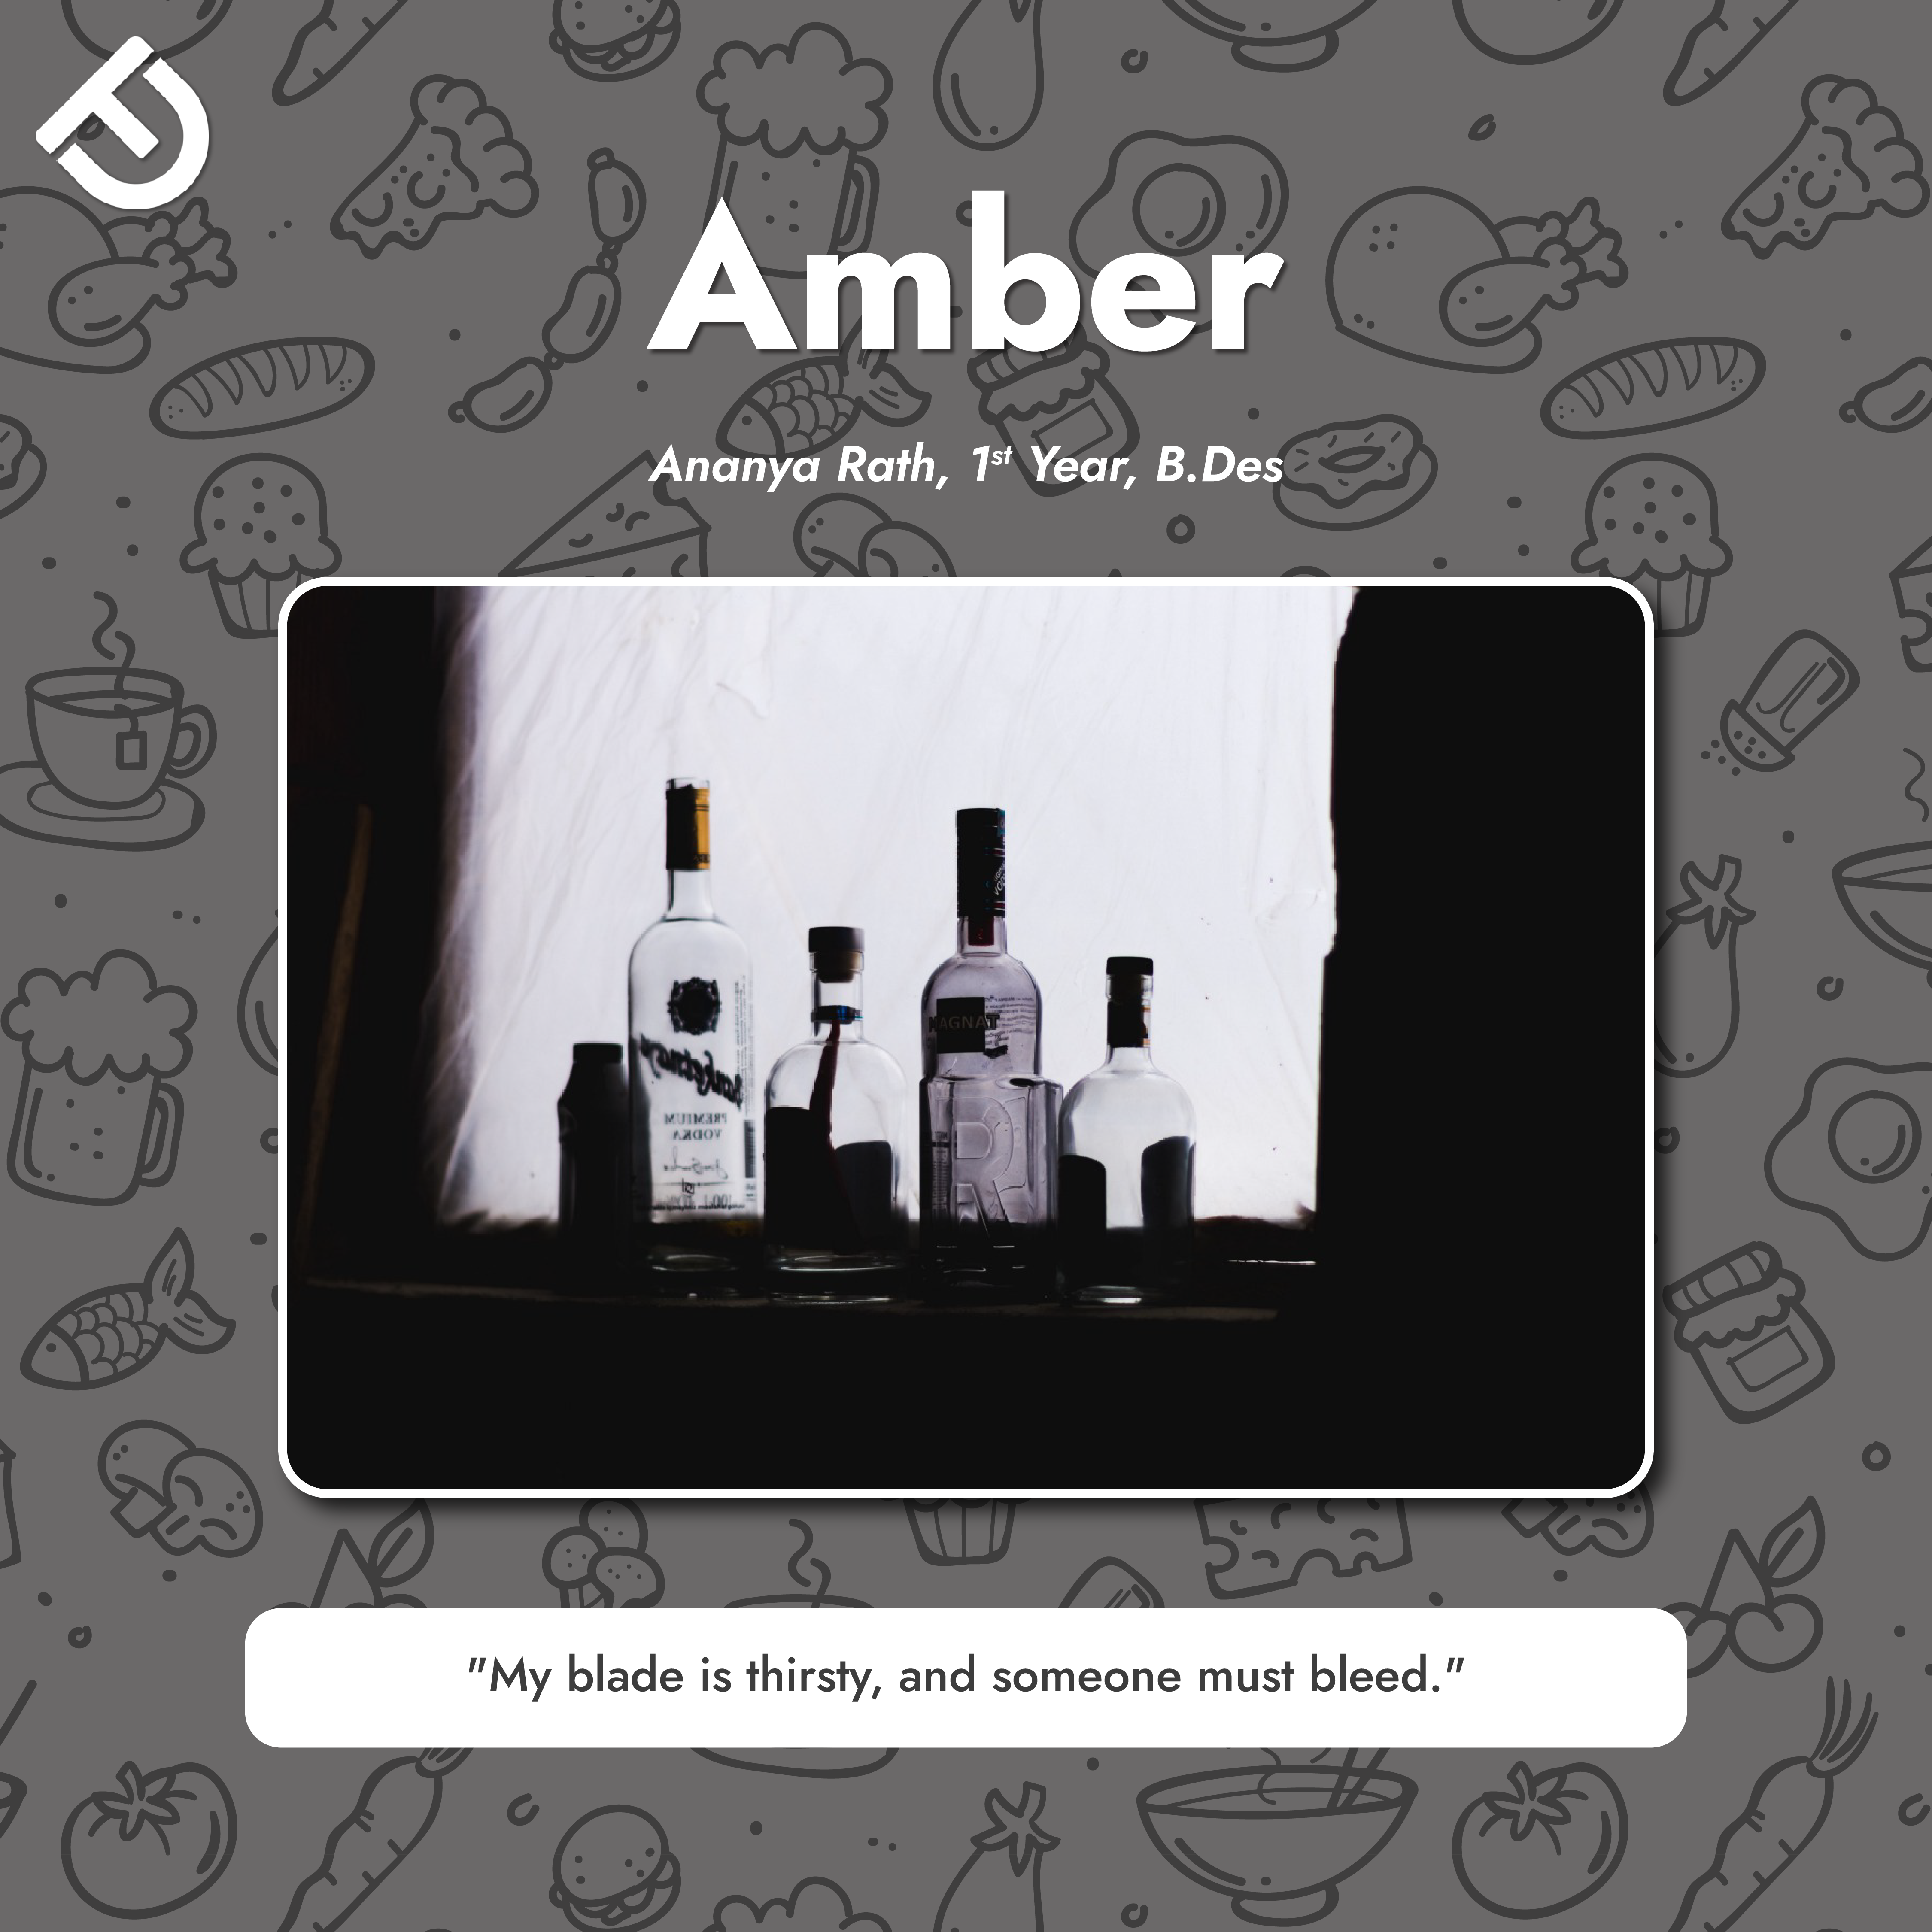 Amber
Ananya Rath, 1st Year, B.Des
PREMIUM
VODKA
MAGNAT
"My blade is thirsty, and someone must bleed."